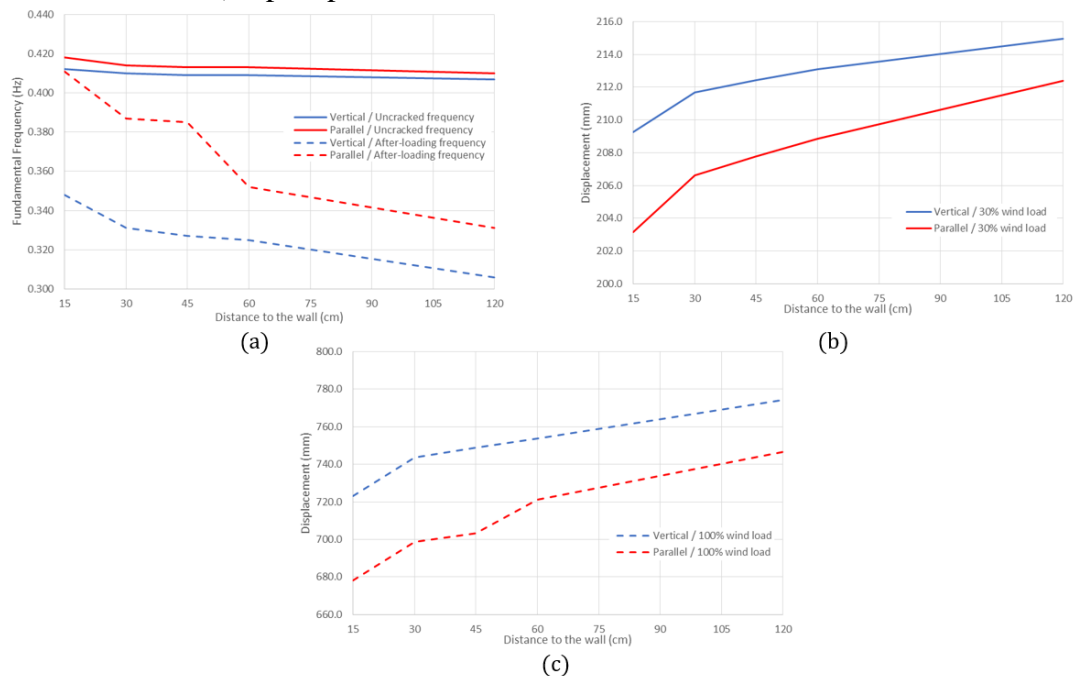 0.440
0.420
0.400
0.380
0.360
0.340
0.320
0.300
Fundamental Frequency (Hz)
Vertical / Uncracked frequency
Parallel / Uncracked frequency
Vertical / After-loading frequency
Parallel / After-loading frequency
15 30 45 60 75 90 105 120
Distance to the wall (cm)
(a)
216.0
214.0
212.0
210.0
208.0
206.0
204.0
202.0
200.0
Displacement (mm)
Vertical / 30% wind load
Parallel / 30% wind load
15 30 45 60 75 90 105 120
Distance to the wall (cm)
(b)
800.0
780.0
760.0
740.0
720.0
700.0
680.0
660.0
Displacement (mm)
Vertical / 100% wind load
Parallel / 100% wind load
15 30 45 60 75 90 105 120
Distance to the wall (cm)
(c)